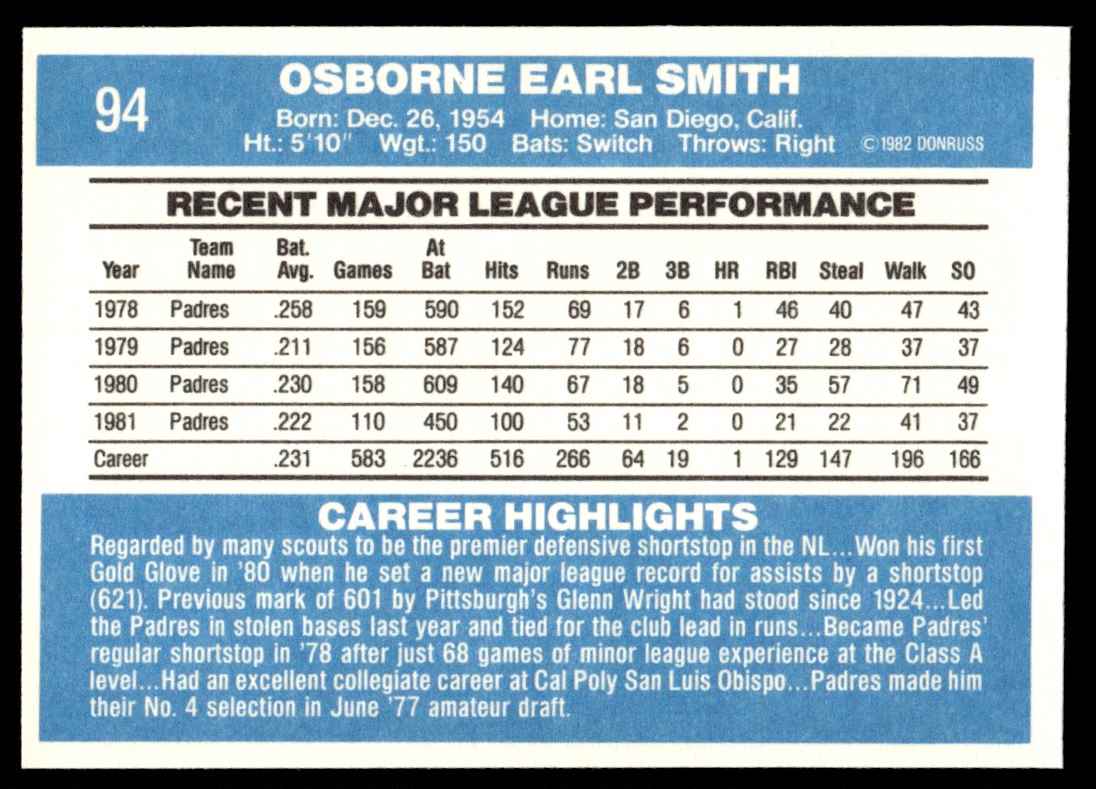 94
OSBORNE EARL SMITH
Born: Dec. 26, 1954 Home: San Diego, Calif.
Ht.: 5'10" Wgt.: 150 Bats: Switch Throws: Right ©1982 DONRUSS
RECENT MAJOR LEAGUE PERFORMANCE
Year Team Name Bat. Avg. Games At Bat Hits Runs 2B 3B HR RBI Steal Walk SO
1978 Padres .258 159 590 152 69 17 6 1 46 40 47 43
1979 Padres .211 156 587 124 77 18 6 0 27 28 37 37
1980 Padres .230 158 609 140 67 18 5 0 35 57 71 49
1981 Padres .222 110 450 100 53 11 2 0 21 22 41 37
Career .231 583 2236 516 266 64 19 1 129 147 196 166
CAREER HIGHLIGHTS
Regarded by many scouts to be the premier defensive shortstop in the NL...Won his first
Gold Glove in '80 when he set a new major league record for assists by a shortstop
(621). Previous mark of 601 by Pittsburgh's Glenn Wright had stood since 1924...Led
the Padres in stolen bases last year and tied for the club lead in runs...Became Padres'
regular shortstop in '78 after just 68 games of minor league experience at the Class A
level...Had an excellent collegiate career at Cal Poly San Luis Obispo...Padres made him
their No. 4 selection in June '77 amateur draft.